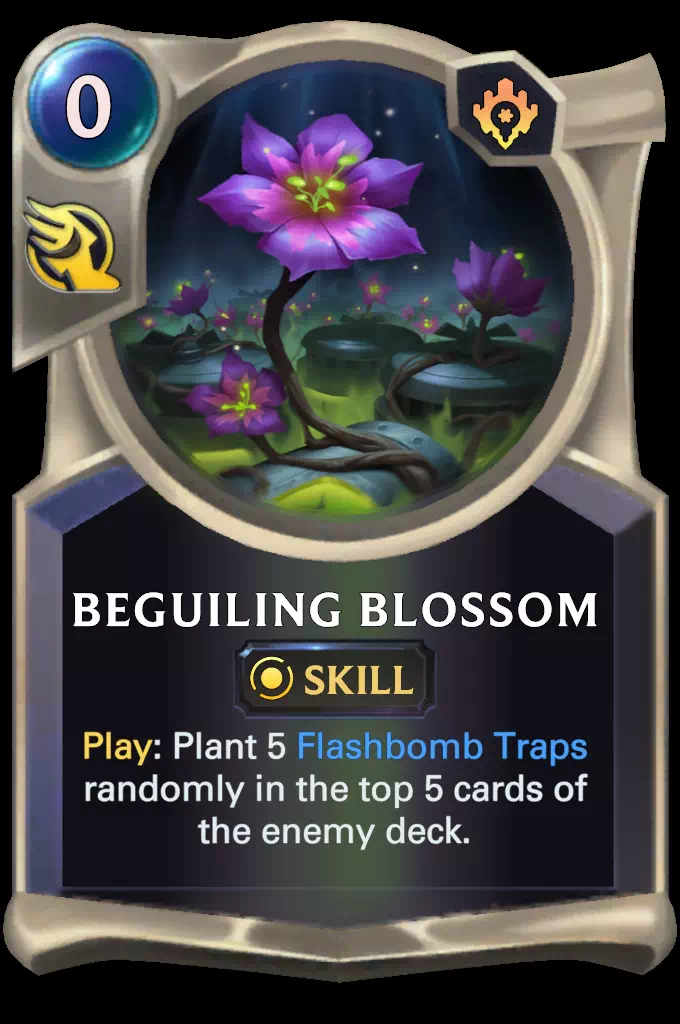 0
BEGUILING BLOSSOM
SKILL
Play: Plant 5 Flashbomb Traps
randomly in the top 5 cards of
the enemy deck.